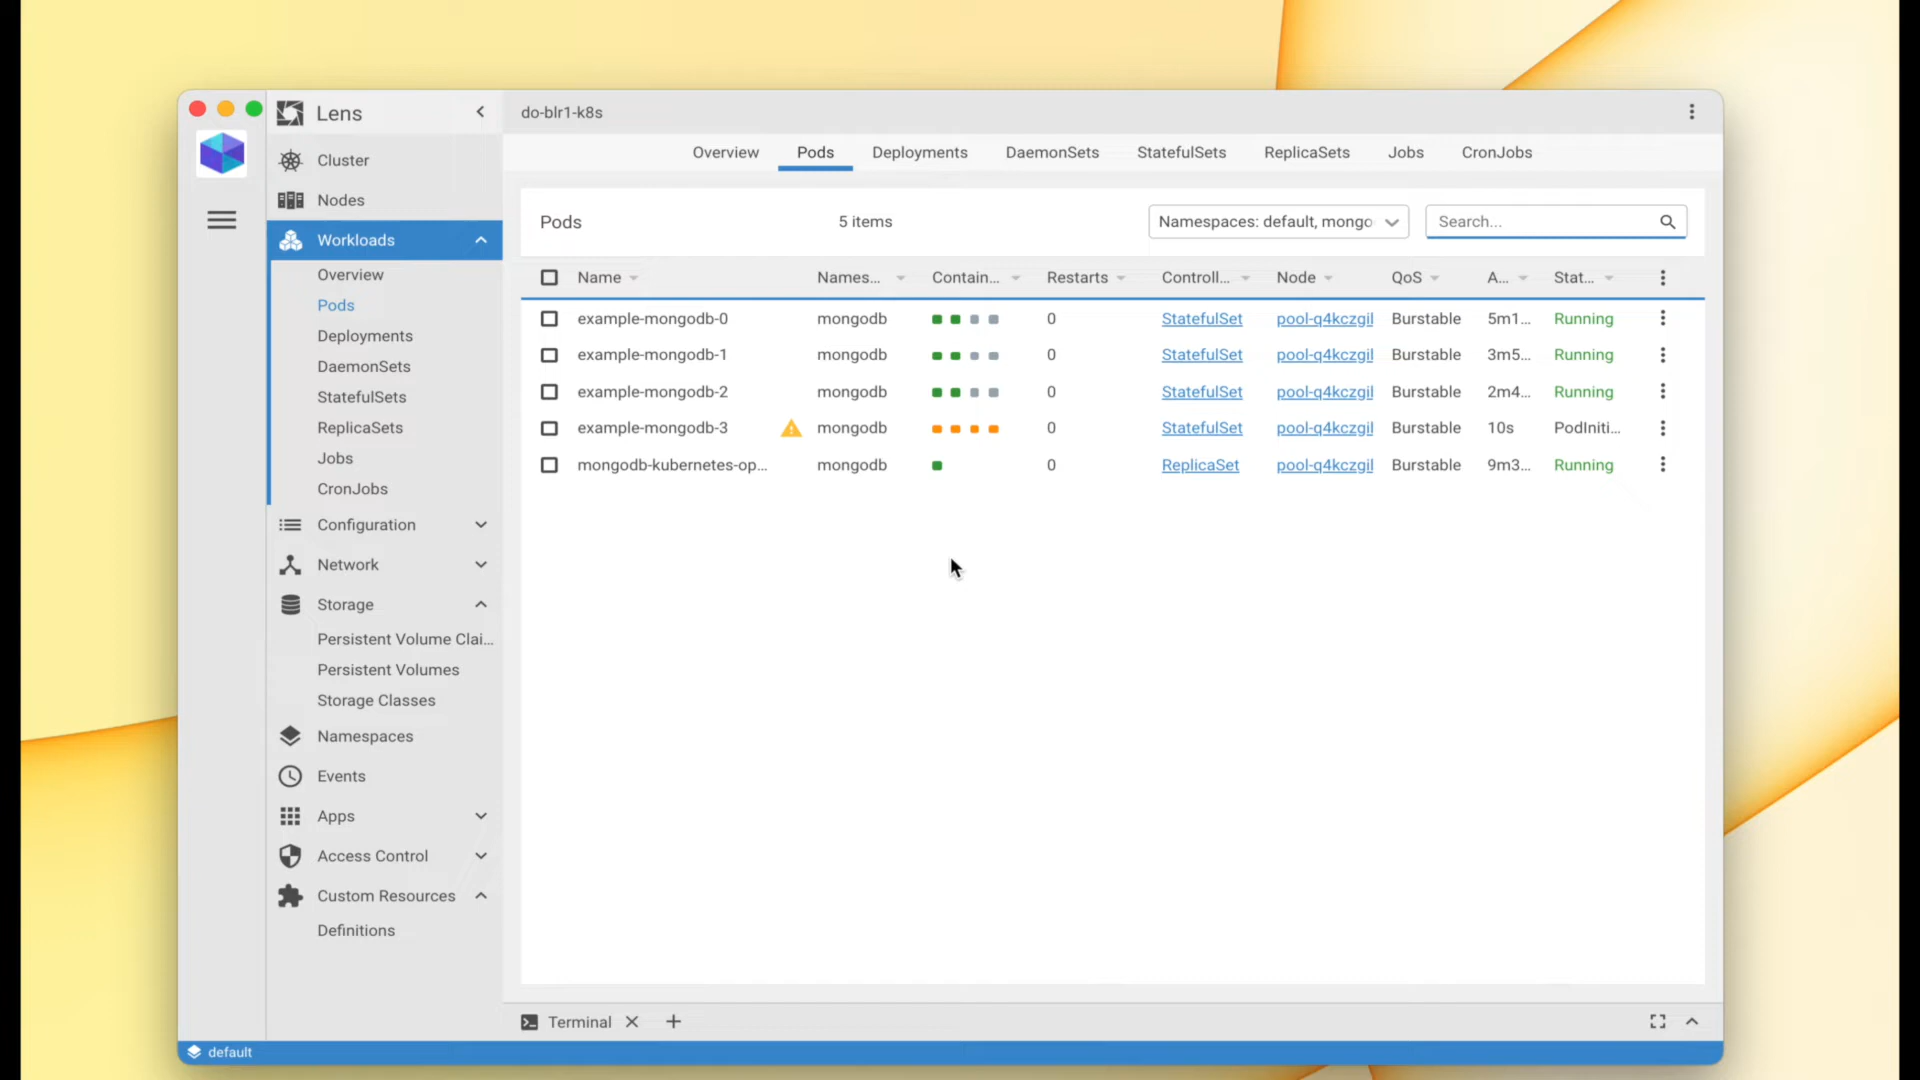 Lens
do-blr1-k8s
Cluster
Nodes
Workloads
Overview
Pods
Deployments
DaemonSets
StatefulSets
ReplicaSets
Jobs
CronJobs
Configuration
Network
Storage
Persistent Volume Clai...
Persistent Volumes
Storage Classes
Namespaces
Events
Apps
Access Control
Custom Resources
Definitions
Overview Pods Deployments DaemonSets StatefulSets ReplicaSets Jobs CronJobs
Pods 5 items Namespaces: default, mongo Search...
Name Names... Contain... Restarts Controll... Node QoS A... Stat...
example-mongodb-0 mongodb 0 StatefulSet pool-q4kczgil Burstable 5m1... Running
example-mongodb-1 mongodb 0 StatefulSet pool-q4kczgil Burstable 3m5... Running
example-mongodb-2 mongodb 0 StatefulSet pool-q4kczgil Burstable 2m4... Running
example-mongodb-3 mongodb 0 StatefulSet pool-q4kczgil Burstable 10s PodIniti...
mongodb-kubernetes-op... mongodb 0 ReplicaSet pool-q4kczgil Burstable 9m3... Running
Terminal
default